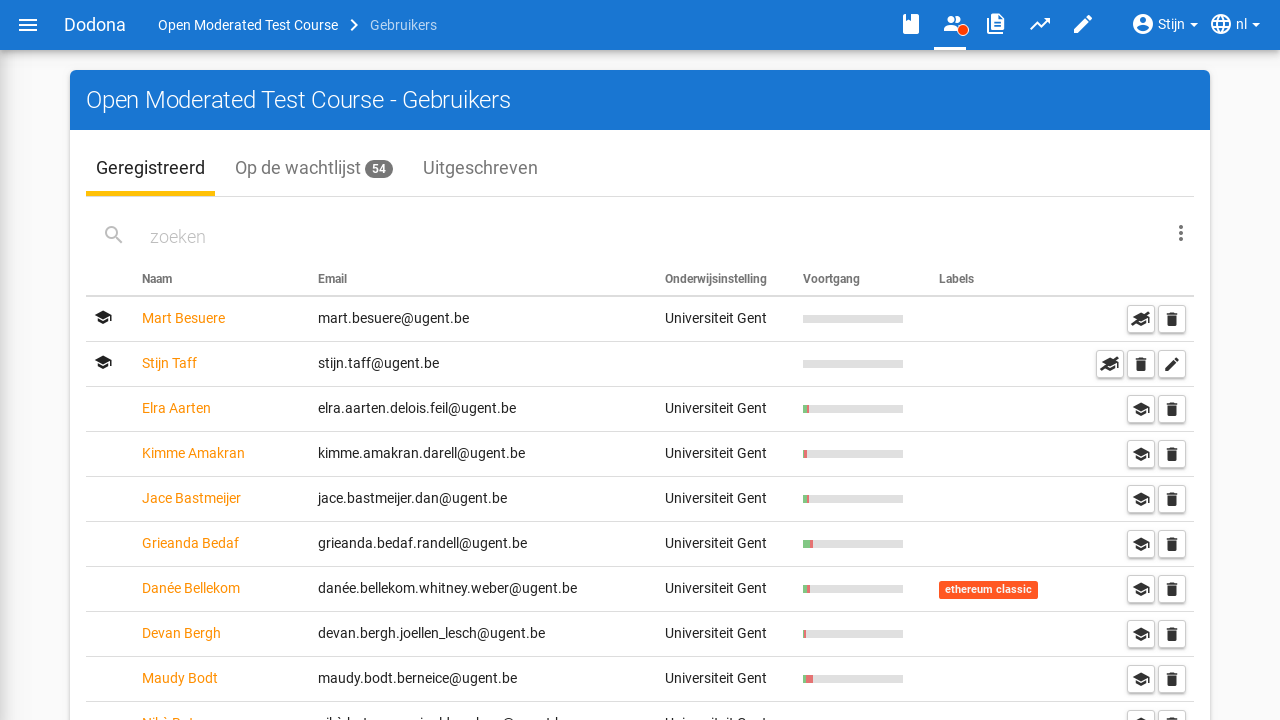 Dodona Open Moderated Test Course Gebruikers Stijn nl
Open Moderated Test Course - Gebruikers
Geregistreerd Op de wachtlijst 54 Uitgeschreven
zoeken
Naam Email Onderwijsinstelling Voortgang Labels
Mart Besuere mart.besuere@ugent.be Universiteit Gent
Stijn Taff stijn.taff@ugent.be
Elra Aarten elra.aarten.delois.feil@ugent.be Universiteit Gent
Kimme Amakran kimme.amakran.darell@ugent.be Universiteit Gent
Jace Bastmeijer jace.bastmeijer.dan@ugent.be Universiteit Gent
Grieanda Bedaf grieanda.bedaf.randell@ugent.be Universiteit Gent
Danée Bellekom danée.bellekom.whitney.weber@ugent.be Universiteit Gent ethereum classic
Devan Bergh devan.bergh.joellen_lesch@ugent.be Universiteit Gent
Maudy Bodt maudy.bodt.berneice@ugent.be Universiteit Gent